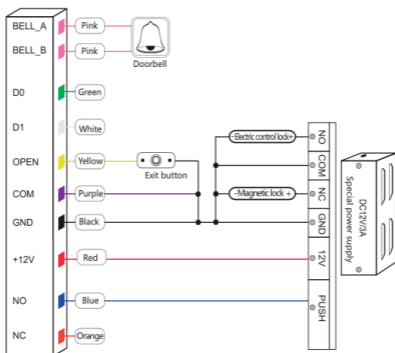 BELL_A Pink
BELL_B Pink
Doorbell
D0 Green
D1 White
OPEN Yellow
Exit button
COM Purple
GND Black
+12V Red
NO Blue
NC Orange
-Electric control lock+
-Magnetic lock +
NO
COM
NC
GND
12V
PUSH
DC12V/3A
Special power supply